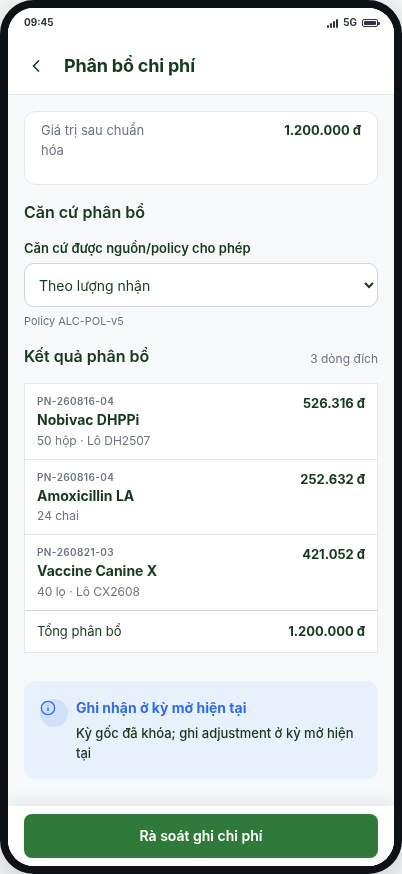 09:45
5G
Phân bổ chi phí
Giá trị sau chuẩn hóa
1.200.000 đ
Căn cứ phân bổ
Căn cứ được nguồn/policy cho phép
Theo lượng nhận
Policy ALC-POL-v5
Kết quả phân bổ
3 dòng đích
PN-260816-04
526.316 đ
Nobivac DHPPi
50 hộp · Lô DH2507
PN-260816-04
252.632 đ
Amoxicillin LA
24 chai
PN-260821-03
421.052 đ
Vaccine Canine X
40 lọ · Lô CX2608
Tổng phân bổ
1.200.000 đ
Ghi nhận ở kỳ mở hiện tại
Kỳ gốc đã khóa; ghi adjustment ở kỳ mở hiện
tại
Rà soát ghi chi phí